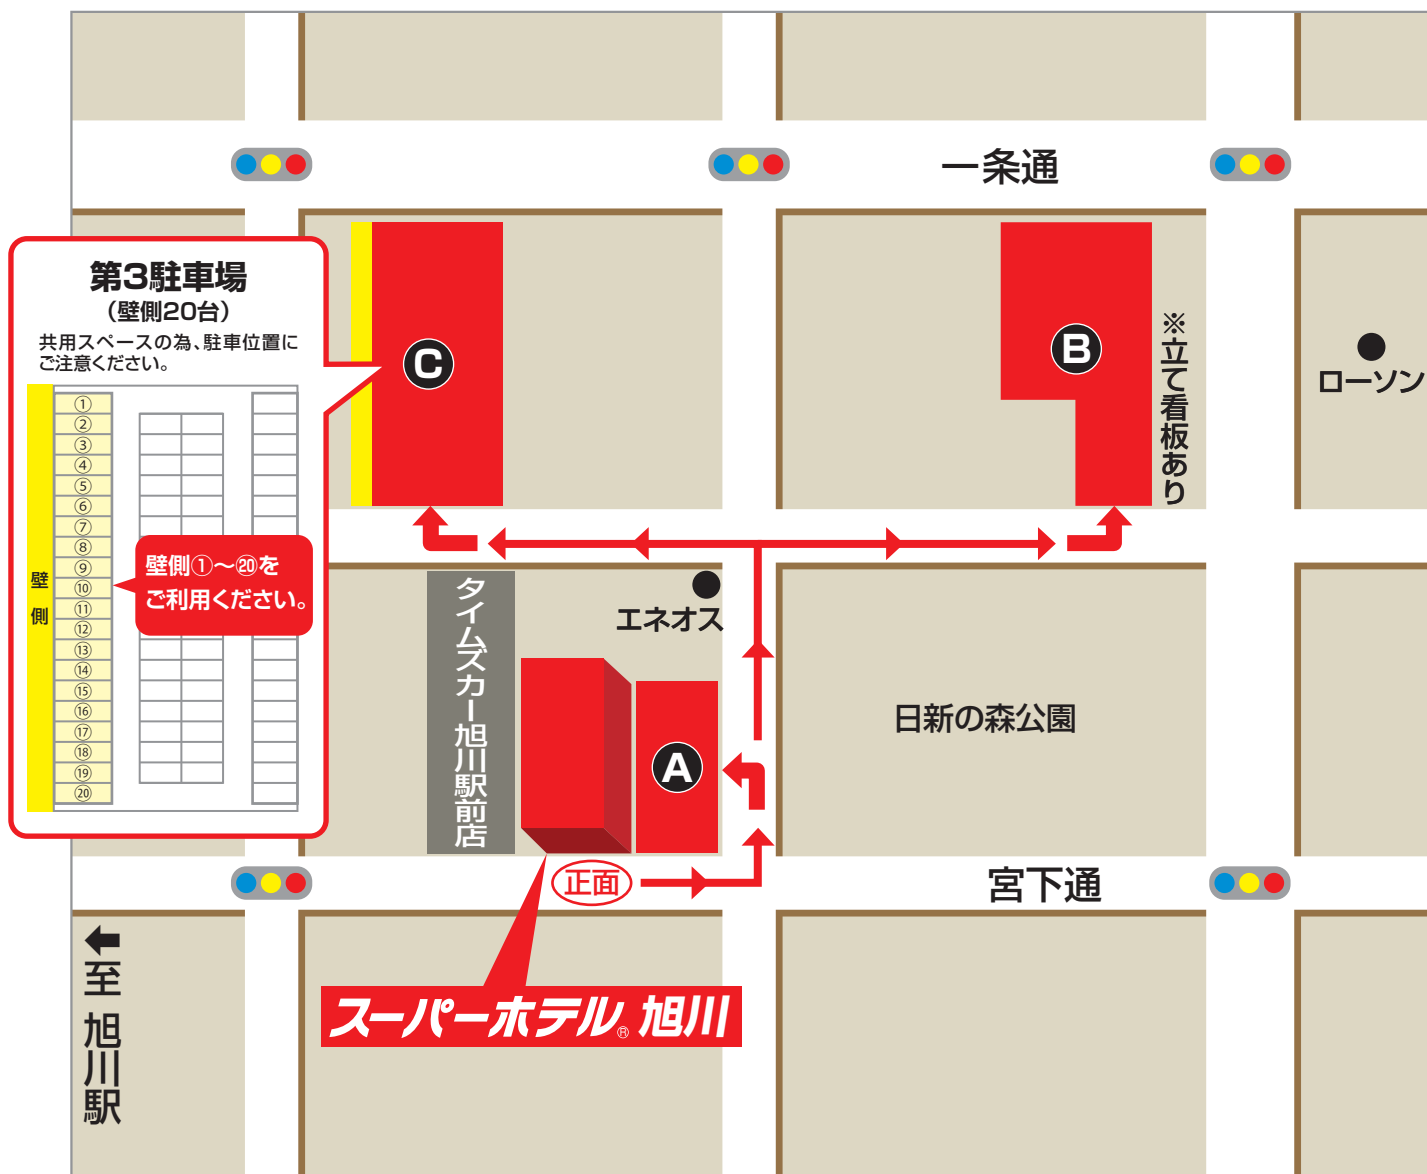 一条通
第3駐車場
（壁側20台）
共用スペースの為、駐車位置に
ご注意ください。
①
②
③
④
⑤
⑥
⑦
⑧
⑨
⑩
⑪
⑫
⑬
⑭
⑮
⑯
⑰
⑱
⑲
⑳
壁側
壁側①〜⑳を
ご利用ください。
C
B
※立て看板あり
ローソン
タイムズカー旭川駅前店
エネオス
A
日新の森公園
正面
宮下通
←至 旭川駅
スーパーホテル® 旭川